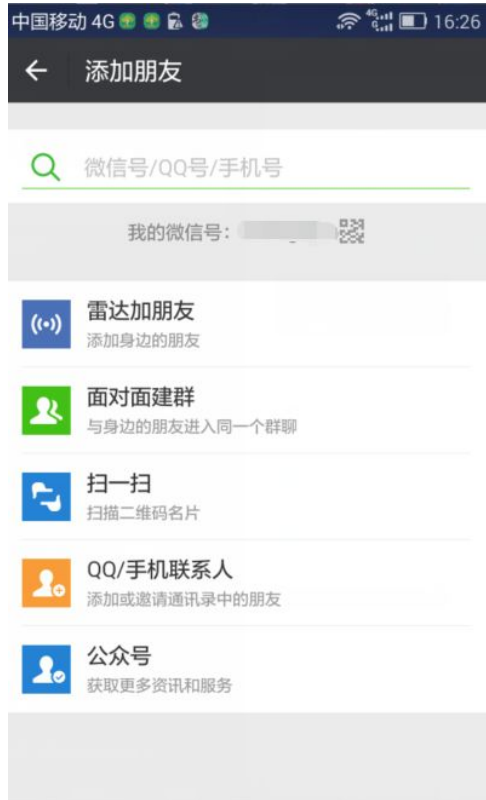 中国移动 4G 4G 16:26
添加朋友
微信号/QQ号/手机号
我的微信号:
雷达加朋友
添加身边的朋友
面对面建群
与身边的朋友进入同一个群聊
扫一扫
扫描二维码名片
QQ/手机联系人
添加或邀请通讯录中的朋友
公众号
获取更多资讯和服务